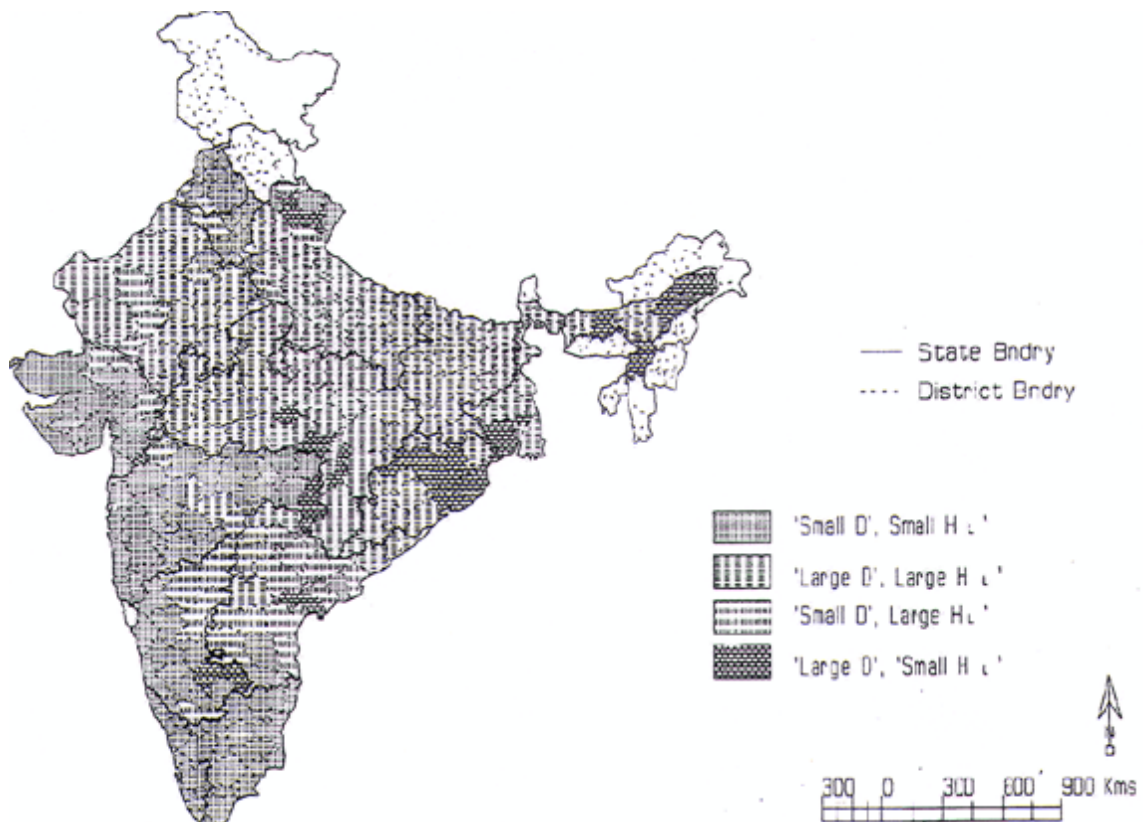 State Bndry
District Bndry
'Small D', Small H L'
'Large D', Large H L'
'Small D', Large H L'
'Large D', 'Small H L'
N
300 0 300 600 900 Kms